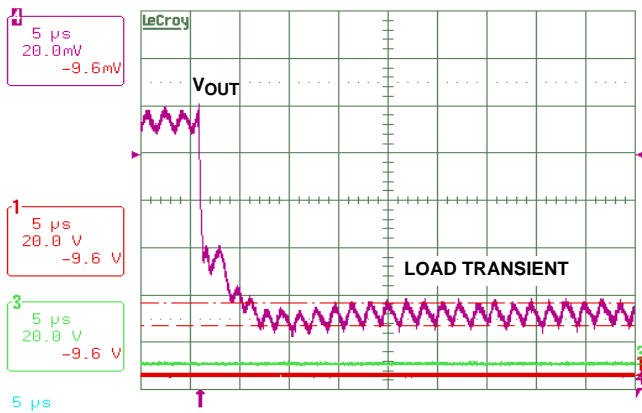 4
5 µs
20.0mV
-9.6mV
LeCroy
VOUT
1
5 µs
20.0 V
-9.6 V
LOAD TRANSIENT
3
5 µs
20.0 V
-9.6 V
5 µs